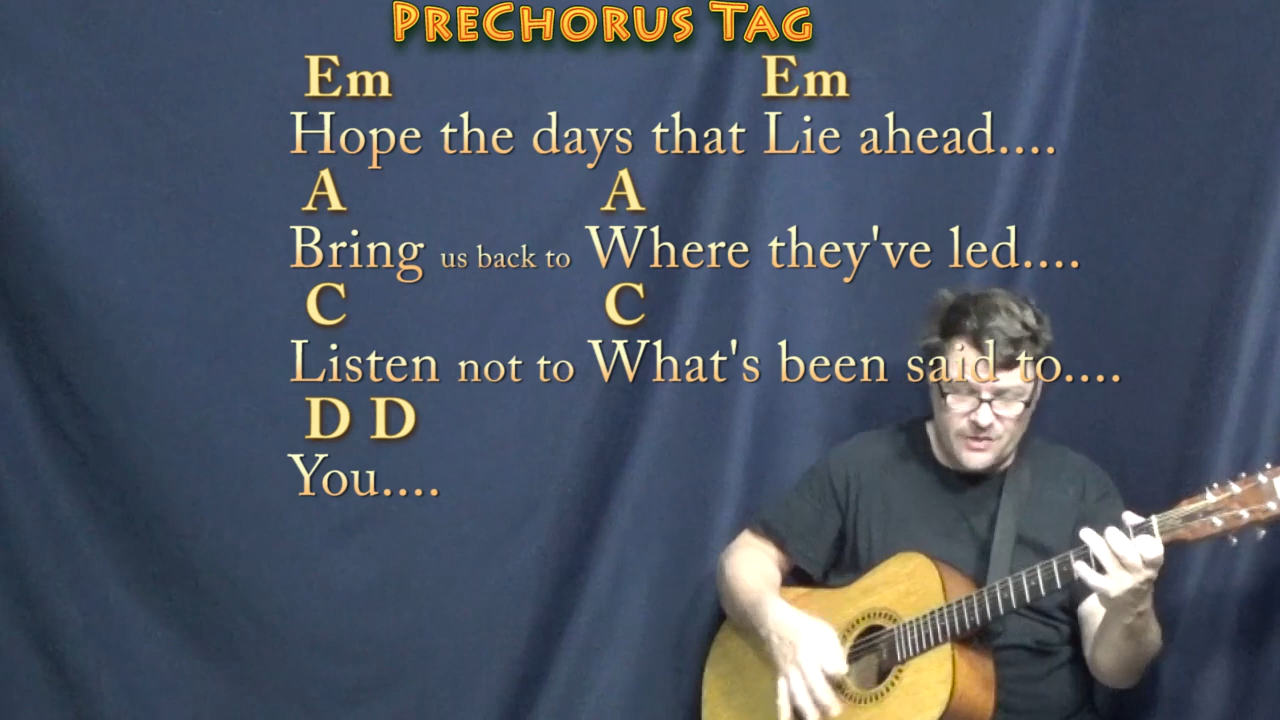 PreChorus Tag
Em Em
Hope the days that Lie ahead....
A A
Bring us back to Where they've led....
C C
Listen not to What's been said to....
D D
You....